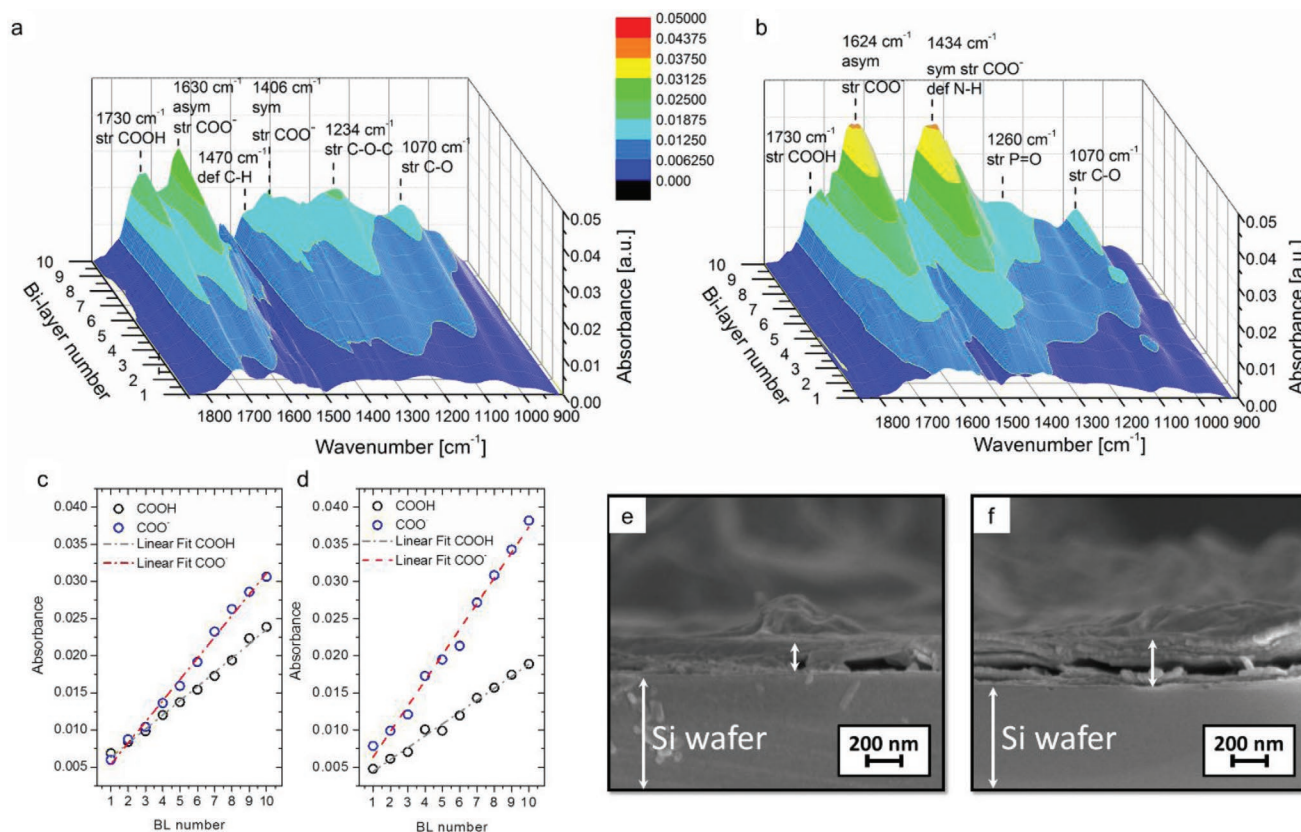 a
1730 cm⁻¹
str COOH
1630 cm⁻¹
asym
str COO⁻
1470 cm⁻¹
def C-H
1406 cm⁻¹
sym
str COO⁻
1234 cm⁻¹
str C-O-C
1070 cm⁻¹
str C-O
10
9
8
7
6
5
4
3
2
1
Bi-layer number
1800 1700 1600 1500 1400 1300 1200 1100 1000 900
Wavenumber [cm⁻¹]
0.05
0.04
0.03
0.02
0.01
0.00
Absorbance [a.u.]
0.05000
0.04375
0.03750
0.03125
0.02500
0.01875
0.01250
0.006250
0.000
b
1730 cm⁻¹
str COOH
1624 cm⁻¹
asym
str COO⁻
1434 cm⁻¹
sym str COO⁻
def N-H
1260 cm⁻¹
str P=O
1070 cm⁻¹
str C-O
10
9
8
7
6
5
4
3
2
1
Bi-layer number
1800 1700 1600 1500 1400 1300 1200 1100 1000 900
Wavenumber [cm⁻¹]
0.05
0.04
0.03
0.02
0.01
0.00
Absorbance [a.u.]
c
COOH
COO⁻
Linear Fit COOH
Linear Fit COO⁻
0.040
0.035
0.030
0.025
0.020
0.015
0.010
0.005
Absorbance
1 2 3 4 5 6 7 8 9 10
BL number
d
COOH
COO⁻
Linear Fit COOH
Linear Fit COO⁻
0.040
0.035
0.030
0.025
0.020
0.015
0.010
0.005
Absorbance
1 2 3 4 5 6 7 8 9 10
BL number
e
Si wafer
200 nm
f
Si wafer
200 nm